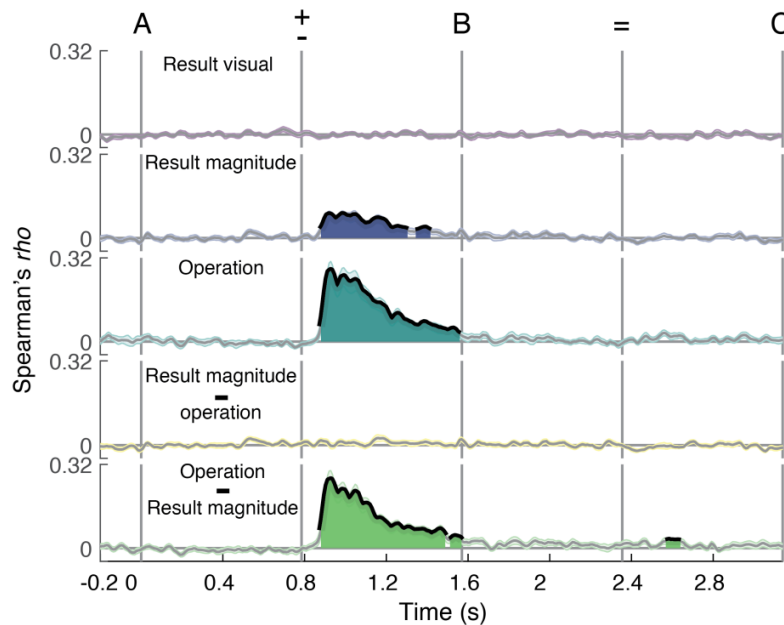 A + B = C
-
0.32
Result visual
0
0.32
Result magnitude
0
0.32
Operation
0
0.32
Result magnitude
-
operation
0
0.32
Operation
-
Result magnitude
0
Spearman's rho
-0.2 0 0.4 0.8 1.2 1.6 2 2.4 2.8
Time (s)